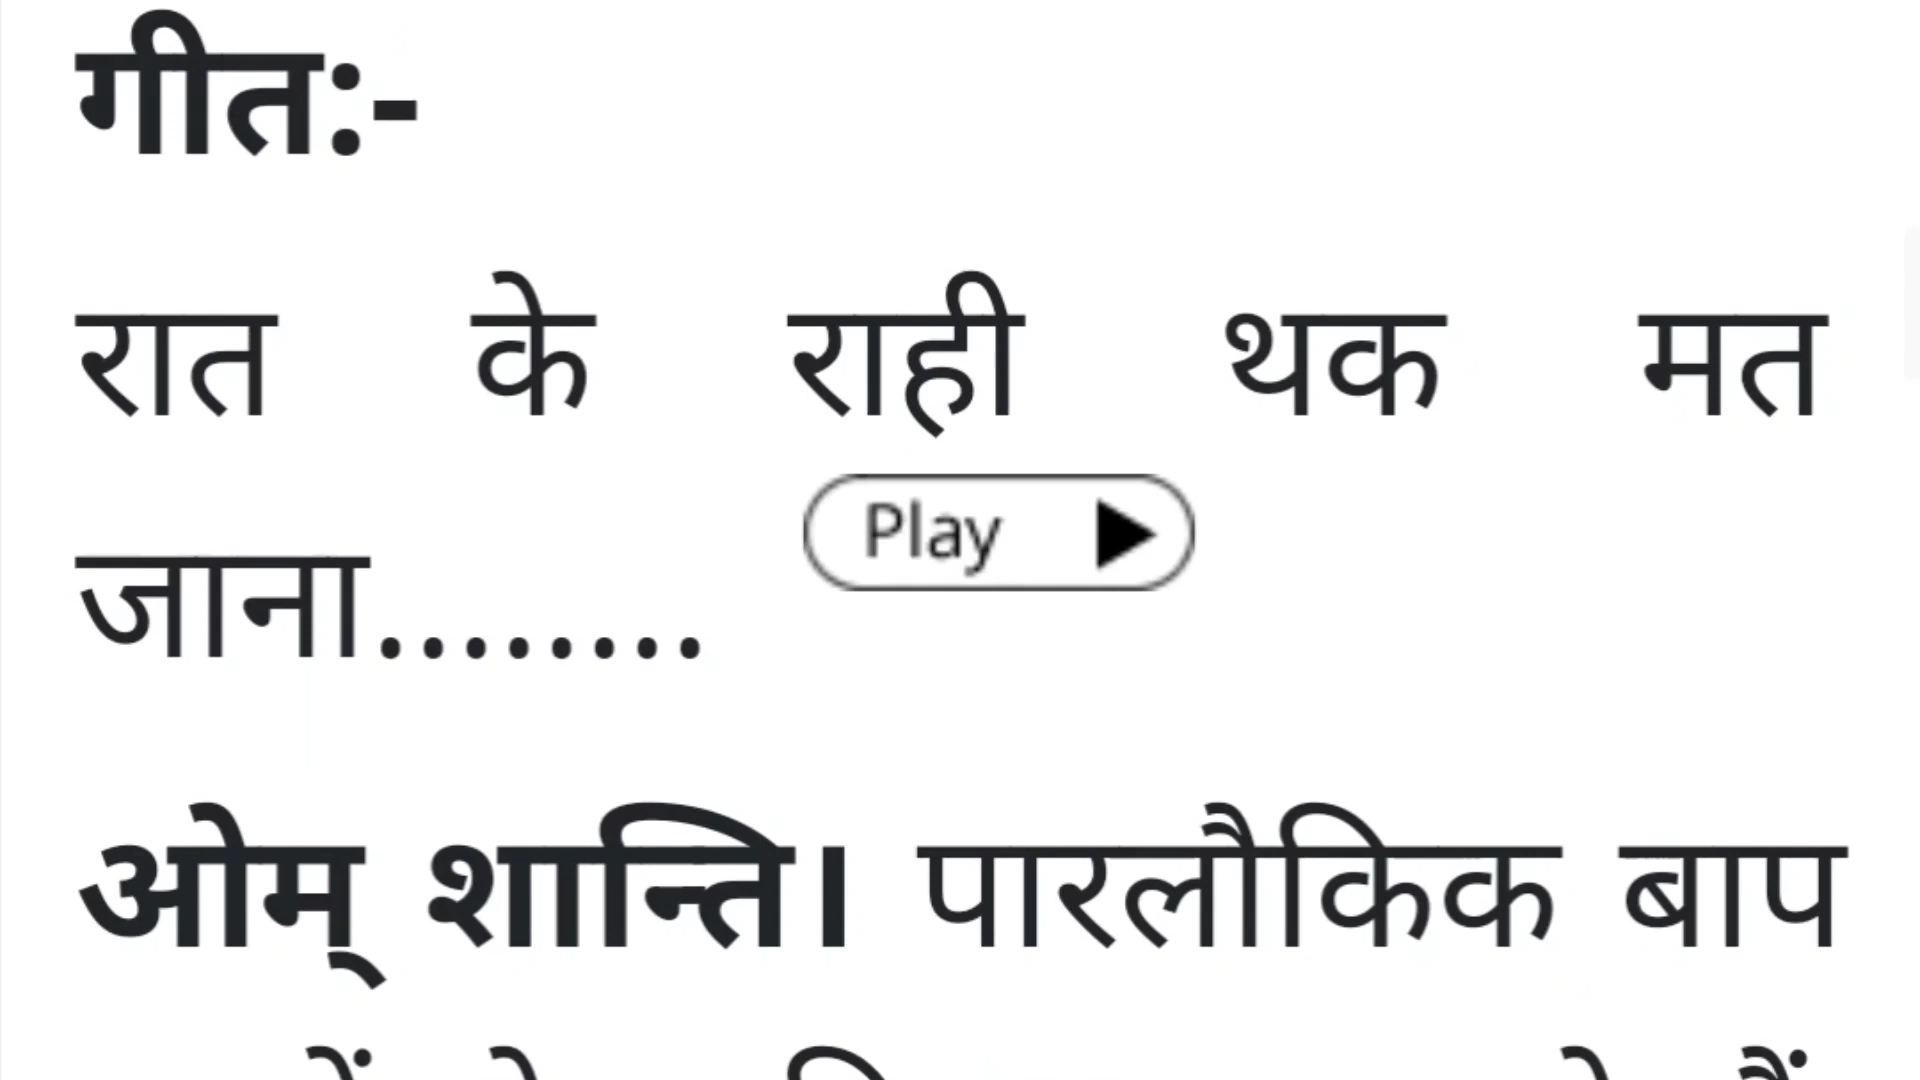 गीत:-
रात के राही थक मत
Play
जाना........
ओम् शान्ति। पारलौकिक बाप